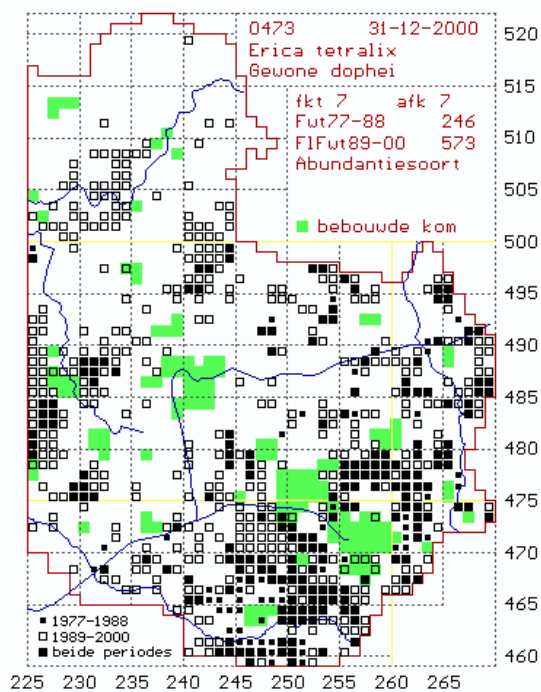 0473 31-12-2000
Erica tetralix
Gewone dophei
fkt 7 afk 7
Fwt77-88 246
FlFwt89-00 573
Abundantiesoort
bebouwde kom
520
515
510
505
500
495
490
485
480
475
470
465
460
1977-1988
1989-2000
beide periodes
225 230 235 240 245 250 255 260 265